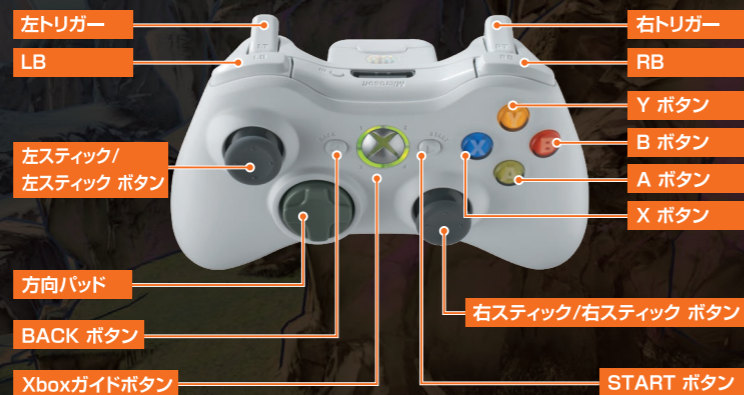 左トリガー
LB
左スティック/
左スティック ボタン
方向パッド
BACK ボタン
Xboxガイドボタン
右トリガー
RB
Y ボタン
B ボタン
A ボタン
X ボタン
右スティック/右スティック ボタン
START ボタン
Microsoft
Y
X
B
A